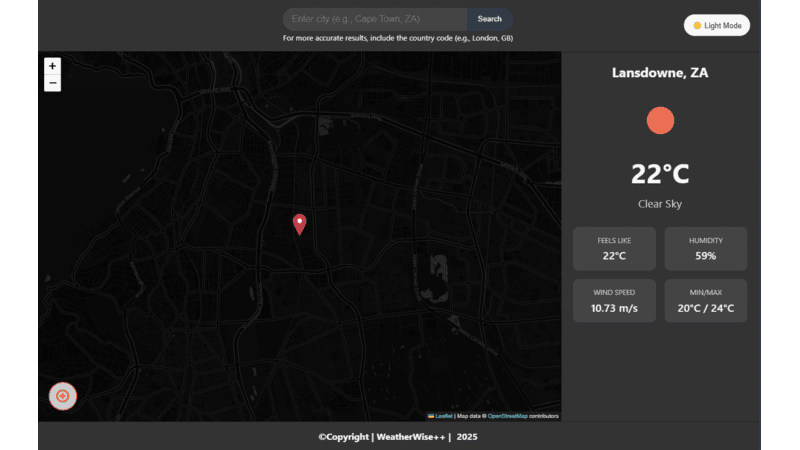 Enter city (e.g., Cape Town, ZA)
Search
For more accurate results, include the country code (e.g., London, GB)
Light Mode
+
−
Lansdowne, ZA
22°C
Clear Sky
FEELS LIKE
22°C
HUMIDITY
59%
WIND SPEED
10.73 m/s
MIN/MAX
20°C / 24°C
Leaflet | Map data © OpenStreetMap contributors
©Copyright | WeatherWise++ | 2025